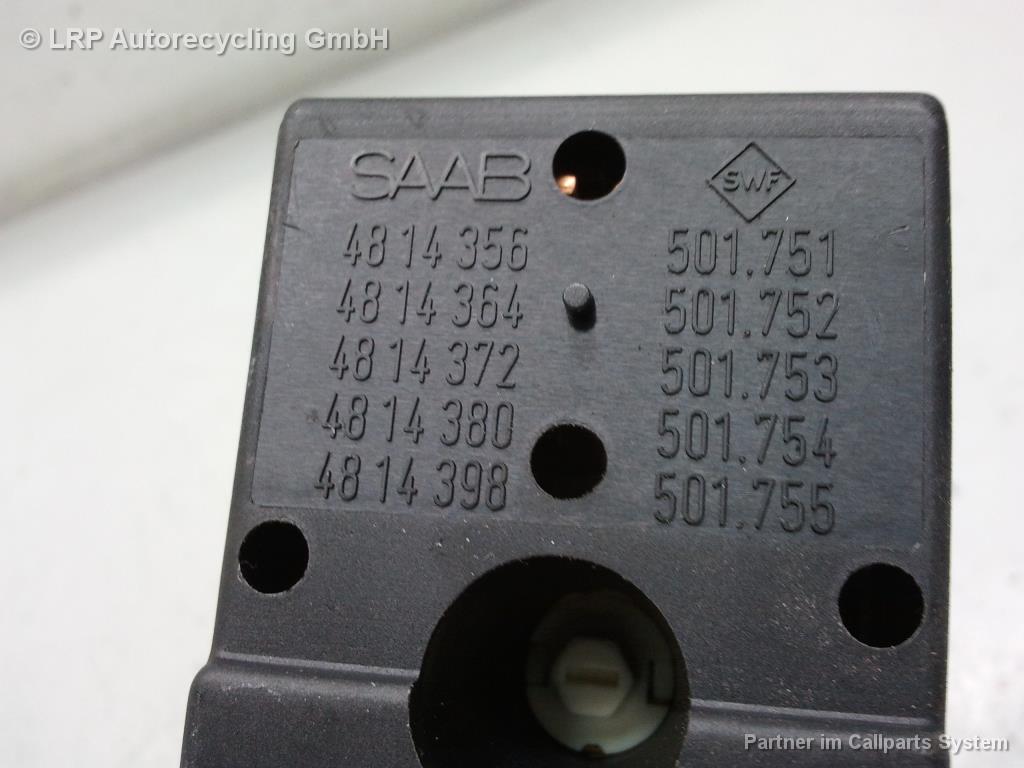 © LRP Autorecycling GmbH
SAAB SWF
48 14 356 501.751
48 14 364 501.752
48 14 372 501.753
48 14 380 501.754
48 14 398 501.755
Partner im Callparts System